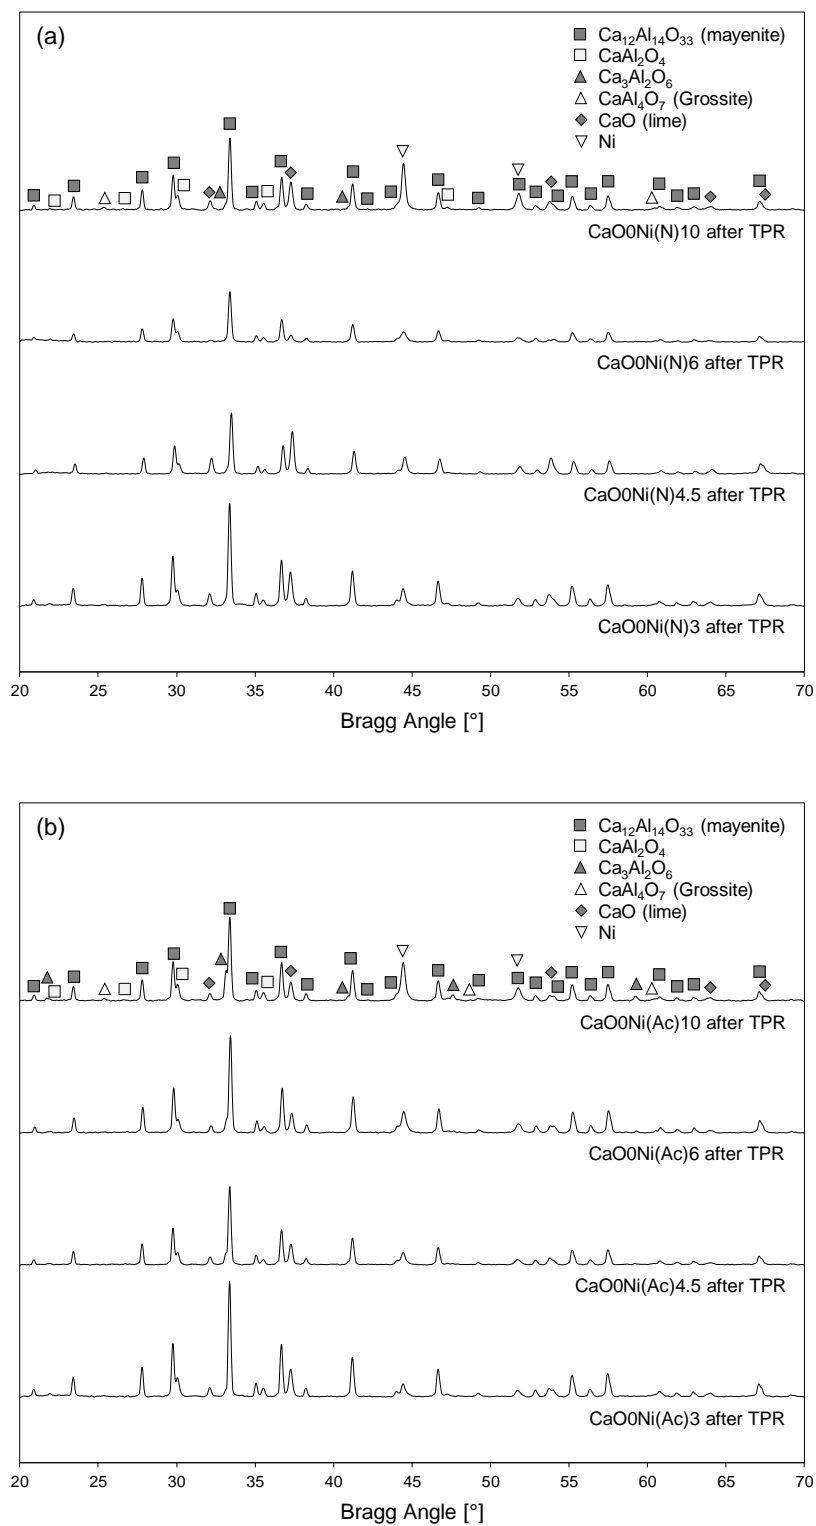 (a)
Ca₁₂Al₁₄O₃₃ (mayenite)
CaAl₂O₄
Ca₃Al₂O₆
CaAl₄O₇ (Grossite)
CaO (lime)
Ni
CaO0Ni(N)10 after TPR
CaO0Ni(N)6 after TPR
CaO0Ni(N)4.5 after TPR
CaO0Ni(N)3 after TPR
20 25 30 35 40 45 50 55 60 65 70
Bragg Angle [°]
(b)
Ca₁₂Al₁₄O₃₃ (mayenite)
CaAl₂O₄
Ca₃Al₂O₆
CaAl₄O₇ (Grossite)
CaO (lime)
Ni
CaO0Ni(Ac)10 after TPR
CaO0Ni(Ac)6 after TPR
CaO0Ni(Ac)4.5 after TPR
CaO0Ni(Ac)3 after TPR
20 25 30 35 40 45 50 55 60 65 70
Bragg Angle [°]